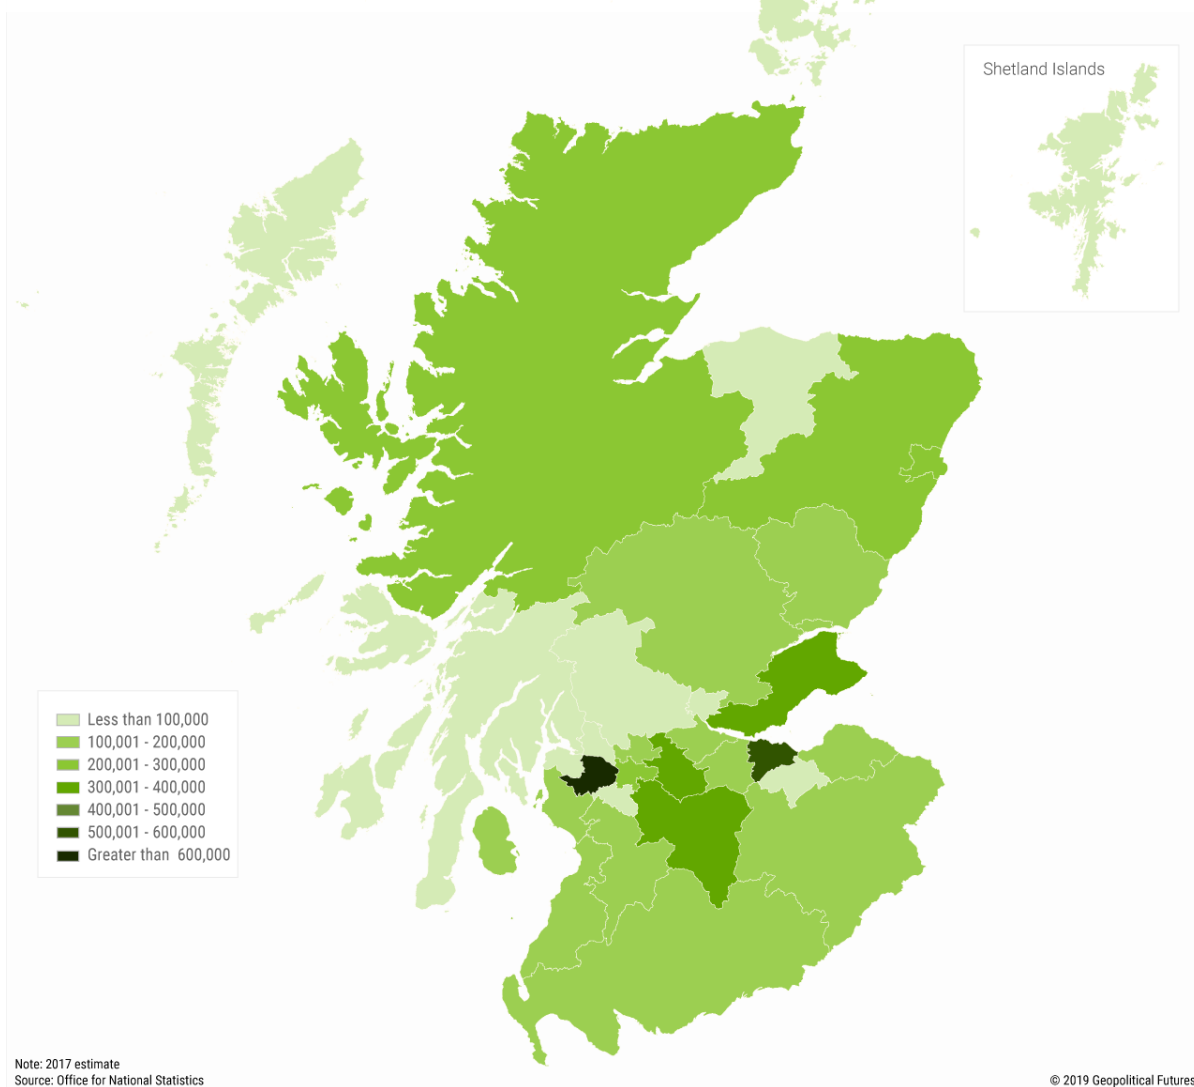 Shetland Islands
Less than 100,000
100,001 - 200,000
200,001 - 300,000
300,001 - 400,000
400,001 - 500,000
500,001 - 600,000
Greater than 600,000
Note: 2017 estimate
Source: Office for National Statistics
© 2019 Geopolitical Futures